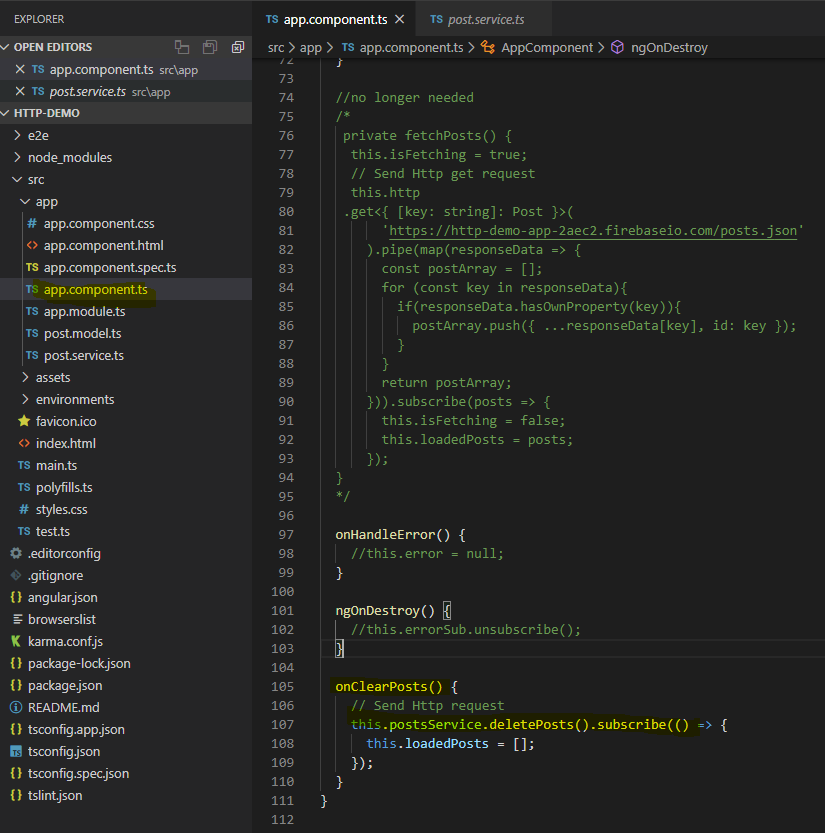 EXPLORER
OPEN EDITORS
TS app.component.ts src\app
TS post.service.ts src\app
HTTP-DEMO
e2e
node_modules
src
app
# app.component.css
<> app.component.html
TS app.component.spec.ts
TS app.component.ts
TS app.module.ts
TS post.model.ts
TS post.service.ts
assets
environments
favicon.ico
<> index.html
TS main.ts
TS polyfills.ts
# styles.css
TS test.ts
.editorconfig
.gitignore
{} angular.json
browserslist
karma.conf.js
{} package-lock.json
{} package.json
README.md
{} tsconfig.app.json
TS tsconfig.json
{} tsconfig.spec.json
{} tslint.json
TS app.component.ts
TS post.service.ts
src > app > TS app.component.ts > AppComponent > ngOnDestroy
72 }
73
74 //no longer needed
75 /*
76 private fetchPosts() {
77 this.isFetching = true;
78 // Send Http get request
79 this.http
80 .get<{ [key: string]: Post }>(
81 'https://http-demo-app-2aec2.firebaseio.com/posts.json'
82 ).pipe(map(responseData => {
83 const postArray = [];
84 for (const key in responseData){
85 if(responseData.hasOwnProperty(key)){
86 postArray.push({ ...responseData[key], id: key });
87 }
88 }
89 return postArray;
90 })).subscribe(posts => {
91 this.isFetching = false;
92 this.loadedPosts = posts;
93 });
94 }
95 */
96
97 onHandleError() {
98 //this.error = null;
99 }
100
101 ngOnDestroy() {
102 //this.errorSub.unsubscribe();
103 }
104
105 onClearPosts() {
106 // Send Http request
107 this.postsService.deletePosts().subscribe(() => {
108 this.loadedPosts = [];
109 });
110 }
111 }
112